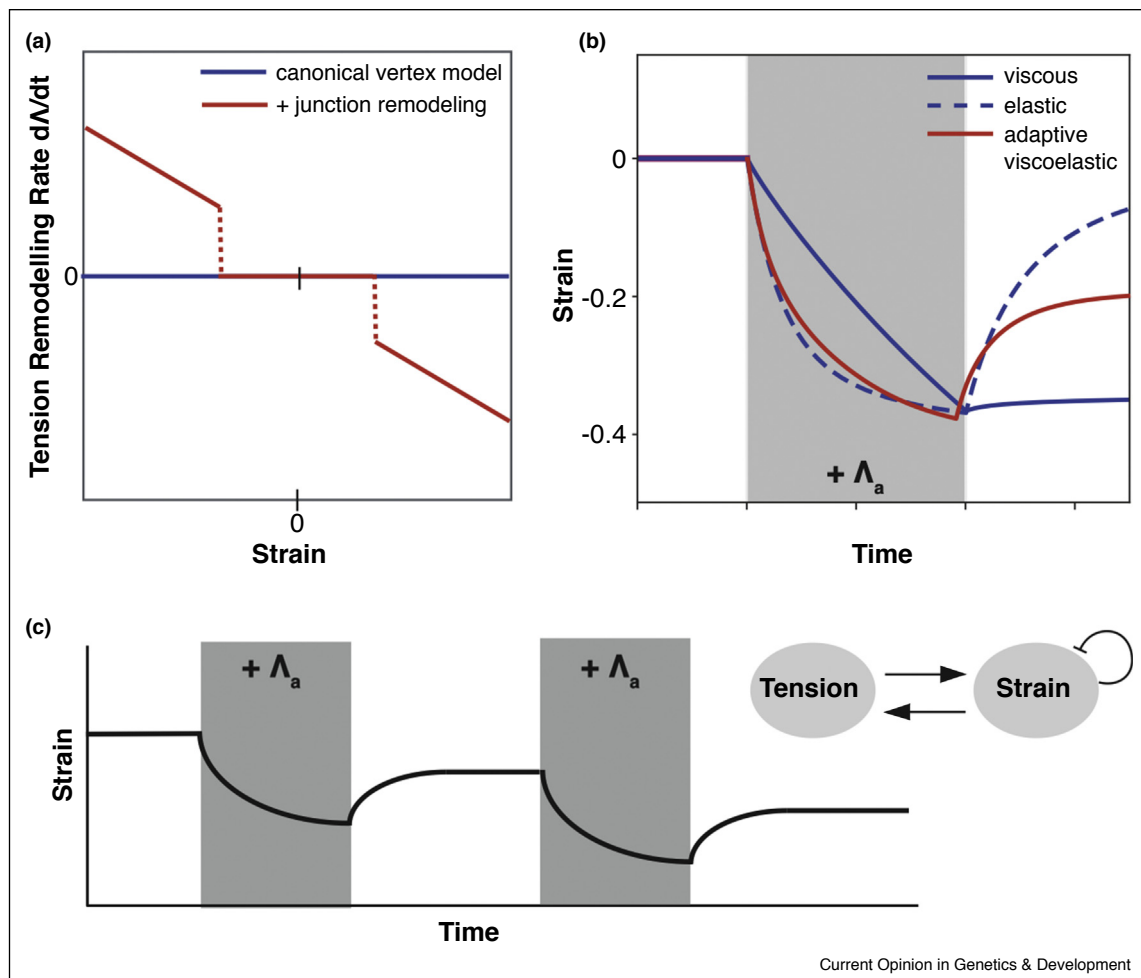 (a)
Tension Remodelling Rate dΛ/dt
canonical vertex model
+ junction remodeling
0
0
Strain
(b)
Strain
viscous
elastic
adaptive
viscoelastic
0
-0.2
-0.4
+ Λa
Time
(c)
Strain
+ Λa
+ Λa
Time
Tension
Strain
Current Opinion in Genetics & Development